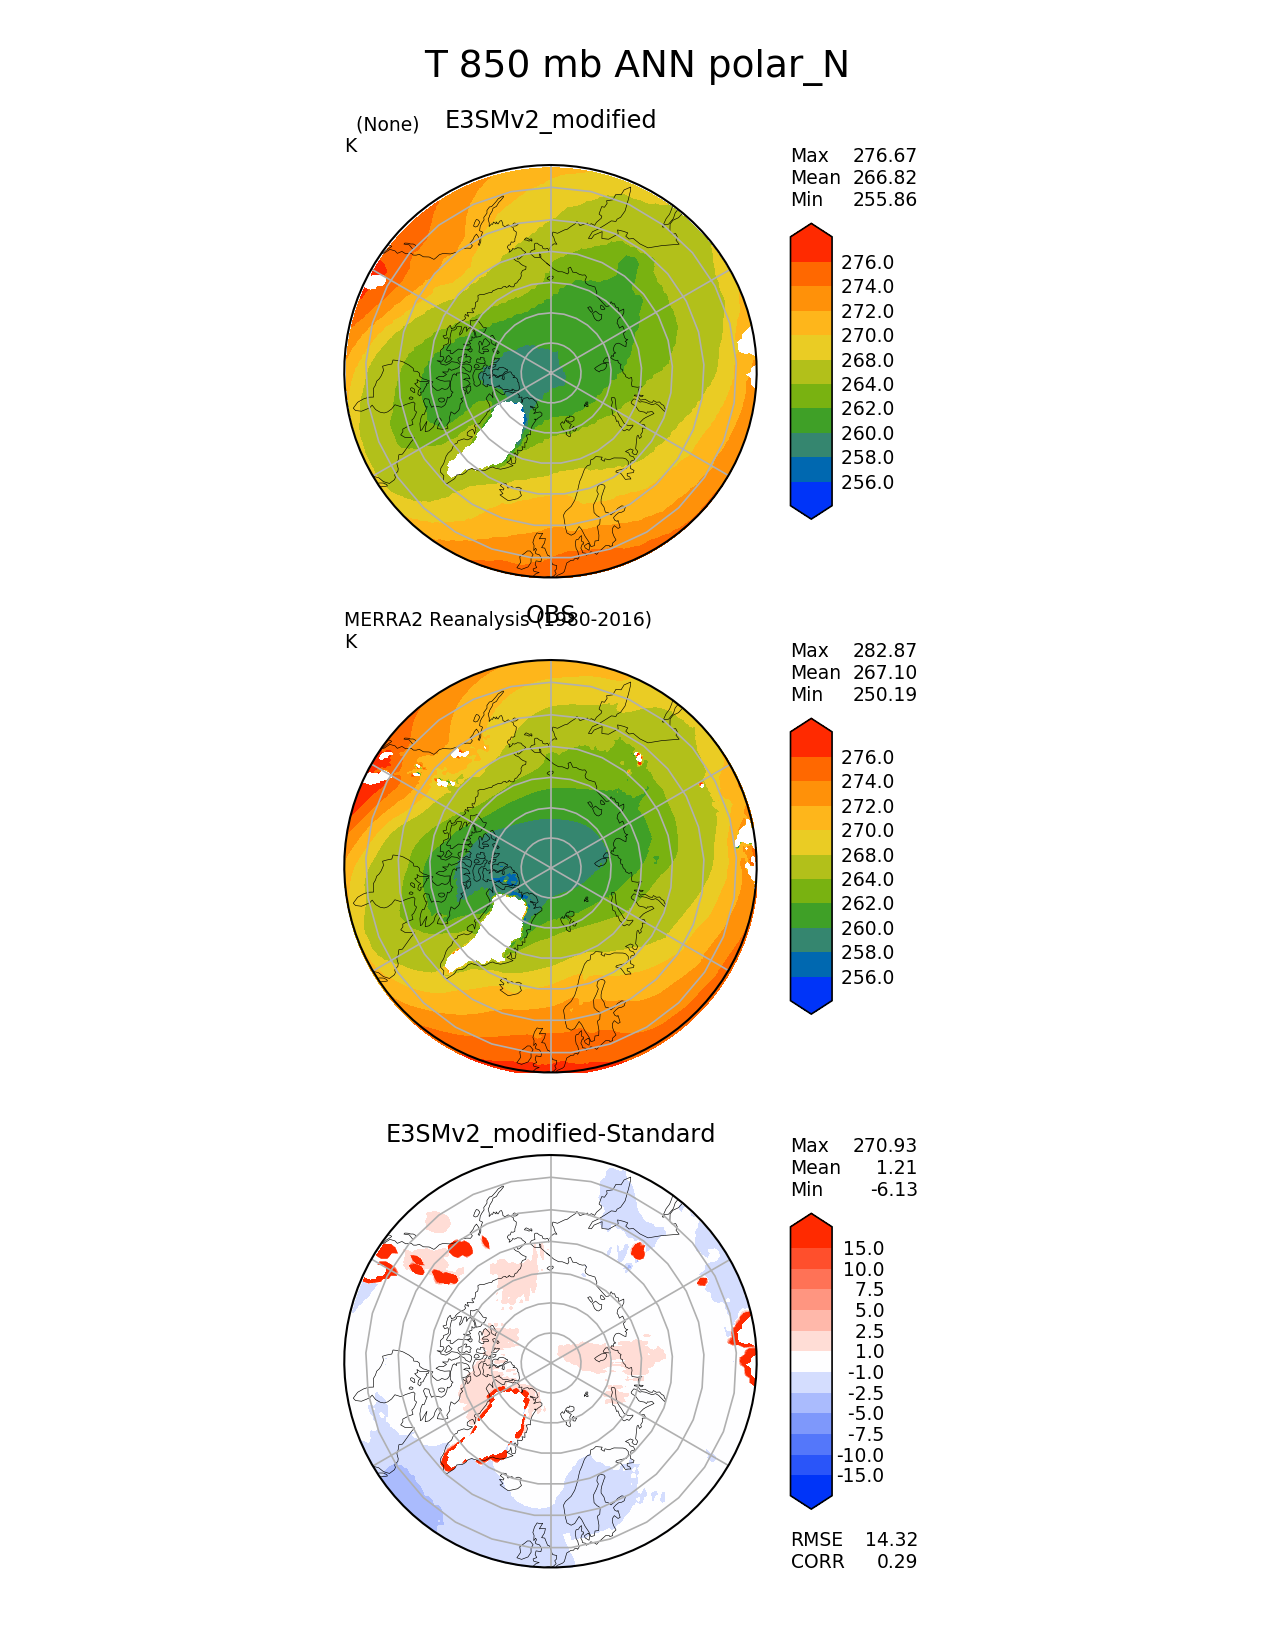 T 850 mb ANN polar_N
(None) E3SMv2_modified
K
Max 276.67
Mean 266.82
Min 255.86
276.0
274.0
272.0
270.0
268.0
264.0
262.0
260.0
258.0
256.0
OBS
MERRA2 Reanalysis (1980-2016)
K
Max 282.87
Mean 267.10
Min 250.19
276.0
274.0
272.0
270.0
268.0
264.0
262.0
260.0
258.0
256.0
E3SMv2_modified-Standard
Max 270.93
Mean 1.21
Min -6.13
15.0
10.0
7.5
5.0
2.5
1.0
-1.0
-2.5
-5.0
-7.5
-10.0
-15.0
RMSE 14.32
CORR 0.29